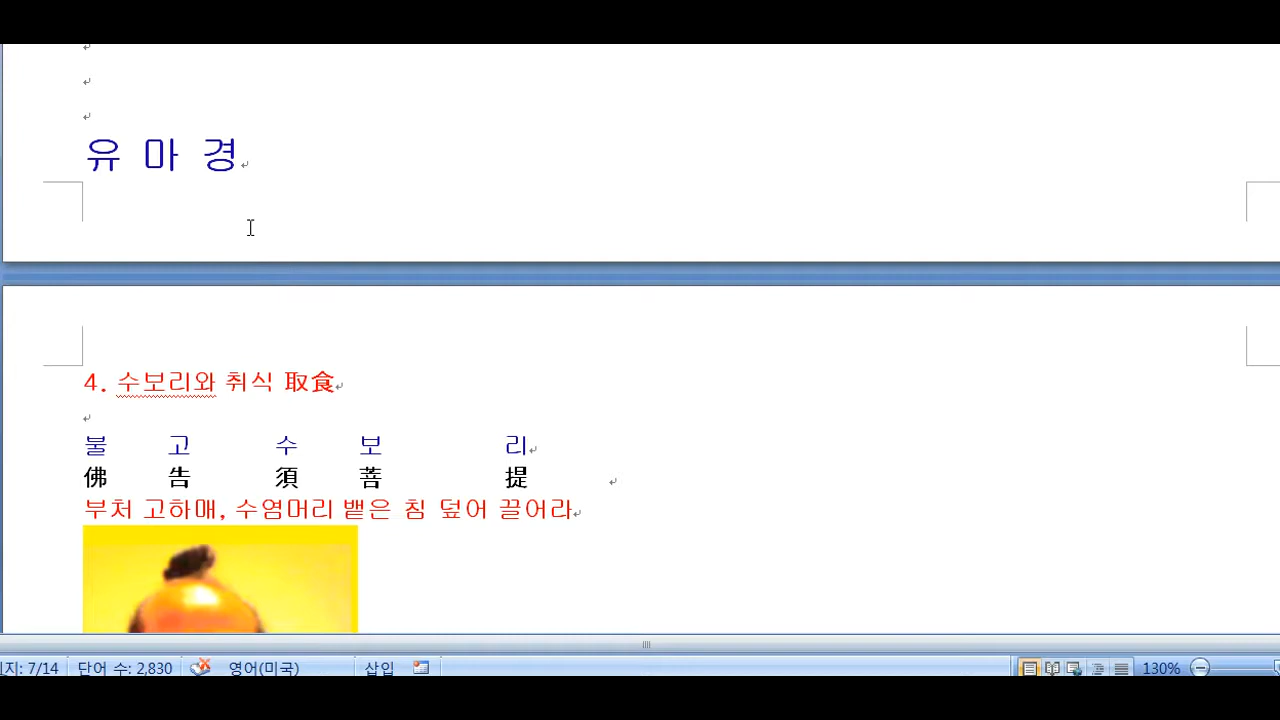 유 마 경
4. 수보리와 취식 取食
불 고 수 보 리
佛 告 須 菩 提
부처 고하매, 수염머리 뱉은 침 덮어 끌어라
지: 7/14 단어 수: 2,830 영어(미국) 삽입 130%